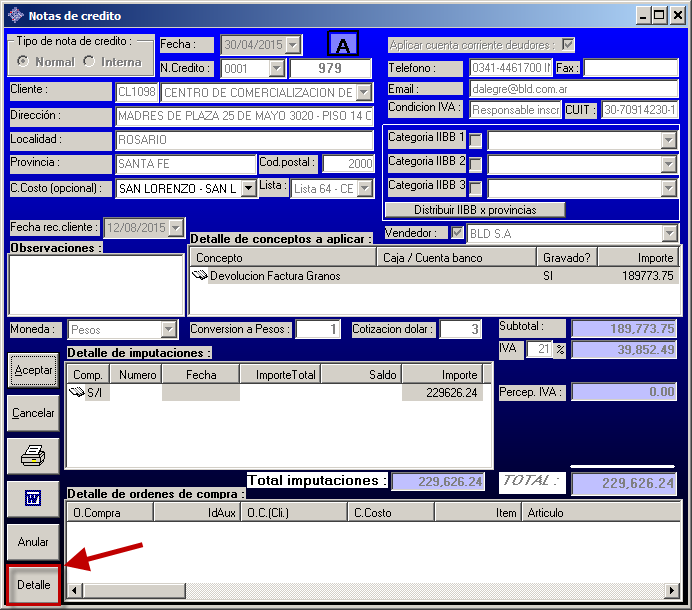 Notas de credito
Tipo de nota de credito :
Normal Interna
Fecha : 30/04/2015 A
N.Credito : 0001 979
Aplicar cuenta corriente deudores :
Telefono : 0341-4461700 Fax :
Email : dalegre@bld.com.ar
Condicion IVA : Responsable inscr CUIT : 30-70914230-1
Cliente : CL1098 CENTRO DE COMERCIALIZACION DE
Dirección : MADRES DE PLAZA 25 DE MAYO 3020 - PISO 14 O
Localidad : ROSARIO
Provincia : SANTA FE Cod.postal : 2000
C.Costo (opcional) : SAN LORENZO - SAN L Lista : Lista 64 - CE
Categoria IIBB 1
Categoria IIBB 2
Categoria IIBB 3
Distribuir IIBB x provincias
Fecha rec.cliente : 12/08/2015
Vendedor : BLD S.A
Observaciones :
Detalle de conceptos a aplicar :
Concepto Caja / Cuenta banco Gravado? Importe
Devolucion Factura Granos SI 189773.75
Moneda : Pesos Conversion a Pesos : 1 Cotizacion dolar : 3
Subtotal : 189,773.75
IVA 21 % 39,852.49
Percep. IVA : 0.00
Detalle de imputaciones :
Comp. Numero Fecha ImporteTotal Saldo Importe
S/I 229626.24
Total imputaciones : 229,626.24
TOTAL : 229,626.24
Detalle de ordenes de compra :
O.Compra IdAux O.C.(Cli.) C.Costo Item Articulo
Aceptar
Cancelar
W
Anular
Detalle